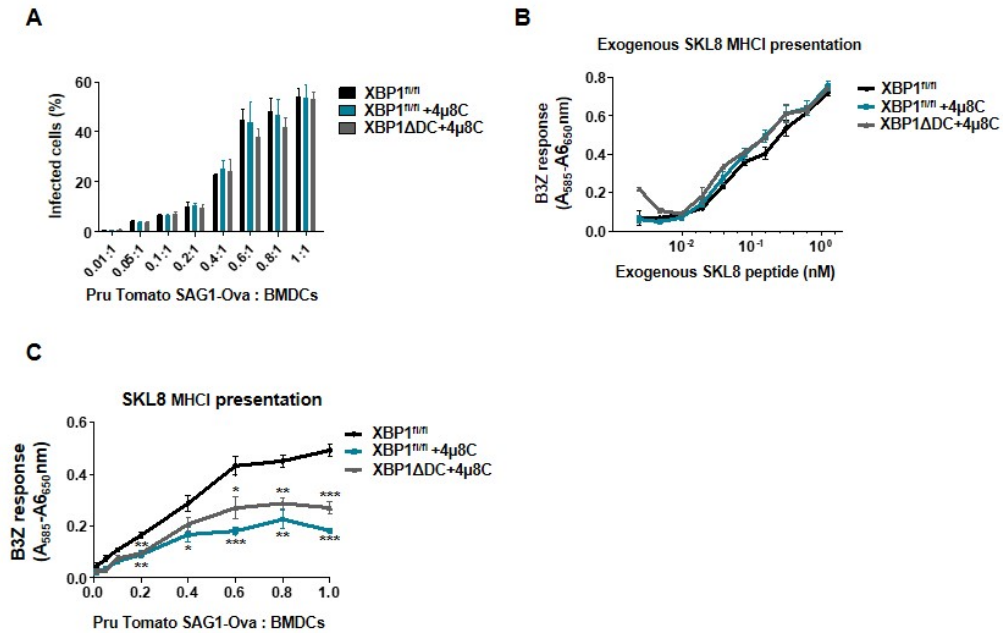 A
XBP1fl/fl
XBP1fl/fl +4µ8C
XBP1ΔDC+4µ8C
Infected cells (%)
60
40
20
0
0.01:1
0.05:1
0.1:1
0.2:1
0.4:1
0.6:1
0.8:1
1:1
Pru Tomato SAG1-Ova : BMDCs
B
Exogenous SKL8 MHCI presentation
XBP1fl/fl
XBP1fl/fl +4µ8C
XBP1ΔDC+4µ8C
B3Z response
(A585-A6650nm)
0.8
0.6
0.4
0.2
0.0
10-2
10-1
100
Exogenous SKL8 peptide (nM)
C
SKL8 MHCI presentation
XBP1fl/fl
XBP1fl/fl +4µ8C
XBP1ΔDC+4µ8C
B3Z response
(A585-A6650nm)
0.6
0.4
0.2
0.0
** * ** ***
** * *** ** ***
0.0 0.2 0.4 0.6 0.8 1.0
Pru Tomato SAG1-Ova : BMDCs